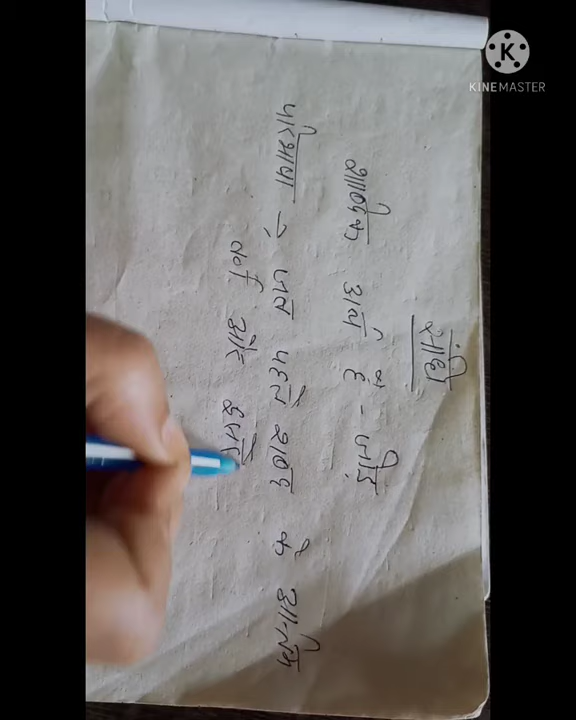 संधि
शाब्दिक अर्थ है - जोड़
परिभाषा → जब पहले शब्द के अन्तिम
वर्ण और दूसरे
KINEMASTER